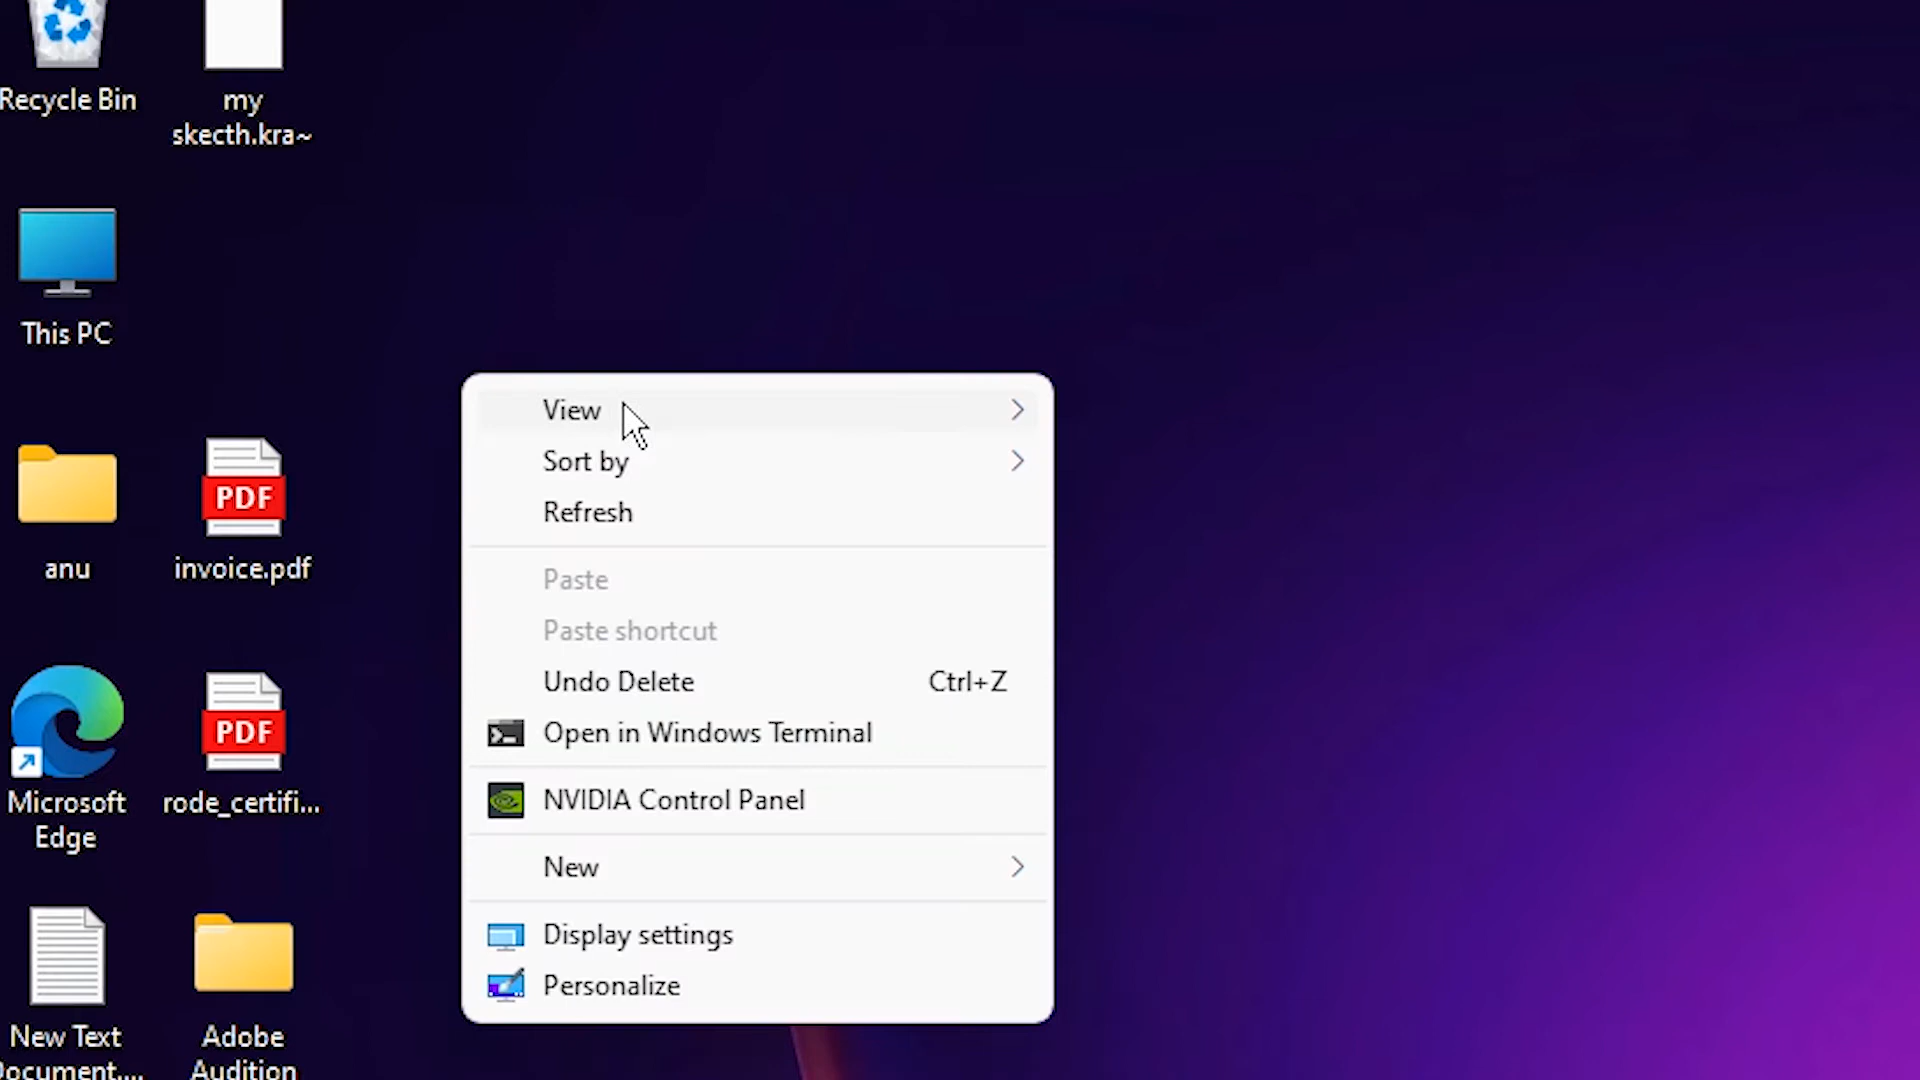 Recycle Bin
my
skecth.kra~
This PC
anu
PDF
invoice.pdf
Microsoft
Edge
PDF
rode_certifi...
New Text
Document....
Adobe
Audition
View
Sort by
Refresh
Paste
Paste shortcut
Undo Delete Ctrl+Z
Open in Windows Terminal
NVIDIA Control Panel
New
Display settings
Personalize